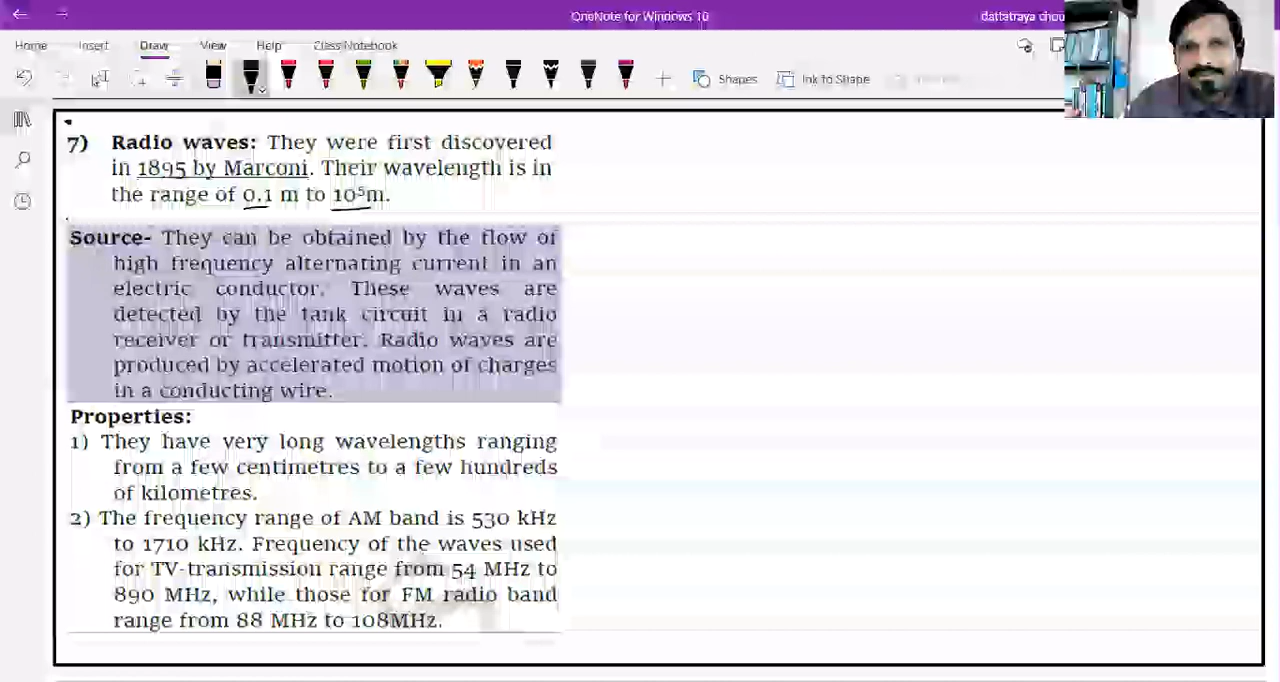 OneNote for Windows 10
dattatraya chou
Home Insert Draw View Help Class Notebook
Shapes Ink to Shape
7) Radio waves: They were first discovered
in 1895 by Marconi. Their wavelength is in
the range of 0.1 m to 10⁵m.
Source- They can be obtained by the flow of
high frequency alternating current in an
electric conductor. These waves are
detected by the tank circuit in a radio
receiver or transmitter. Radio waves are
produced by accelerated motion of charges
in a conducting wire.
Properties:
1) They have very long wavelengths ranging
from a few centimetres to a few hundreds
of kilometres.
2) The frequency range of AM band is 530 kHz
to 1710 kHz. Frequency of the waves used
for TV-transmission range from 54 MHz to
890 MHz, while those for FM radio band
range from 88 MHz to 108MHz.